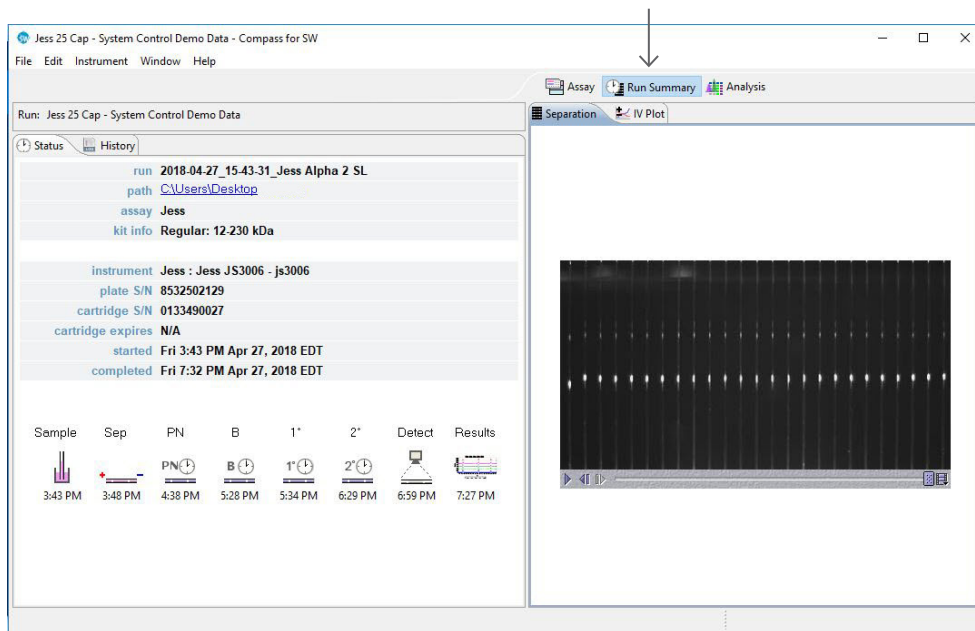 Jess 25 Cap - System Control Demo Data - Compass for SW
File Edit Instrument Window Help
Assay Run Summary Analysis
Run: Jess 25 Cap - System Control Demo Data
Status History
run 2018-04-27_15-43-31_Jess Alpha 2 SL
path C:\Users\Desktop
assay Jess
kit info Regular: 12-230 kDa
instrument Jess : Jess JS3006 - js3006
plate S/N 8532502129
cartridge S/N 0133490027
cartridge expires N/A
started Fri 3:43 PM Apr 27, 2018 EDT
completed Fri 7:32 PM Apr 27, 2018 EDT
Sample Sep PN B 1° 2° Detect Results
PN B 1° 2°
3:43 PM 3:48 PM 4:38 PM 5:28 PM 5:34 PM 6:29 PM 6:59 PM 7:27 PM
Separation IV Plot